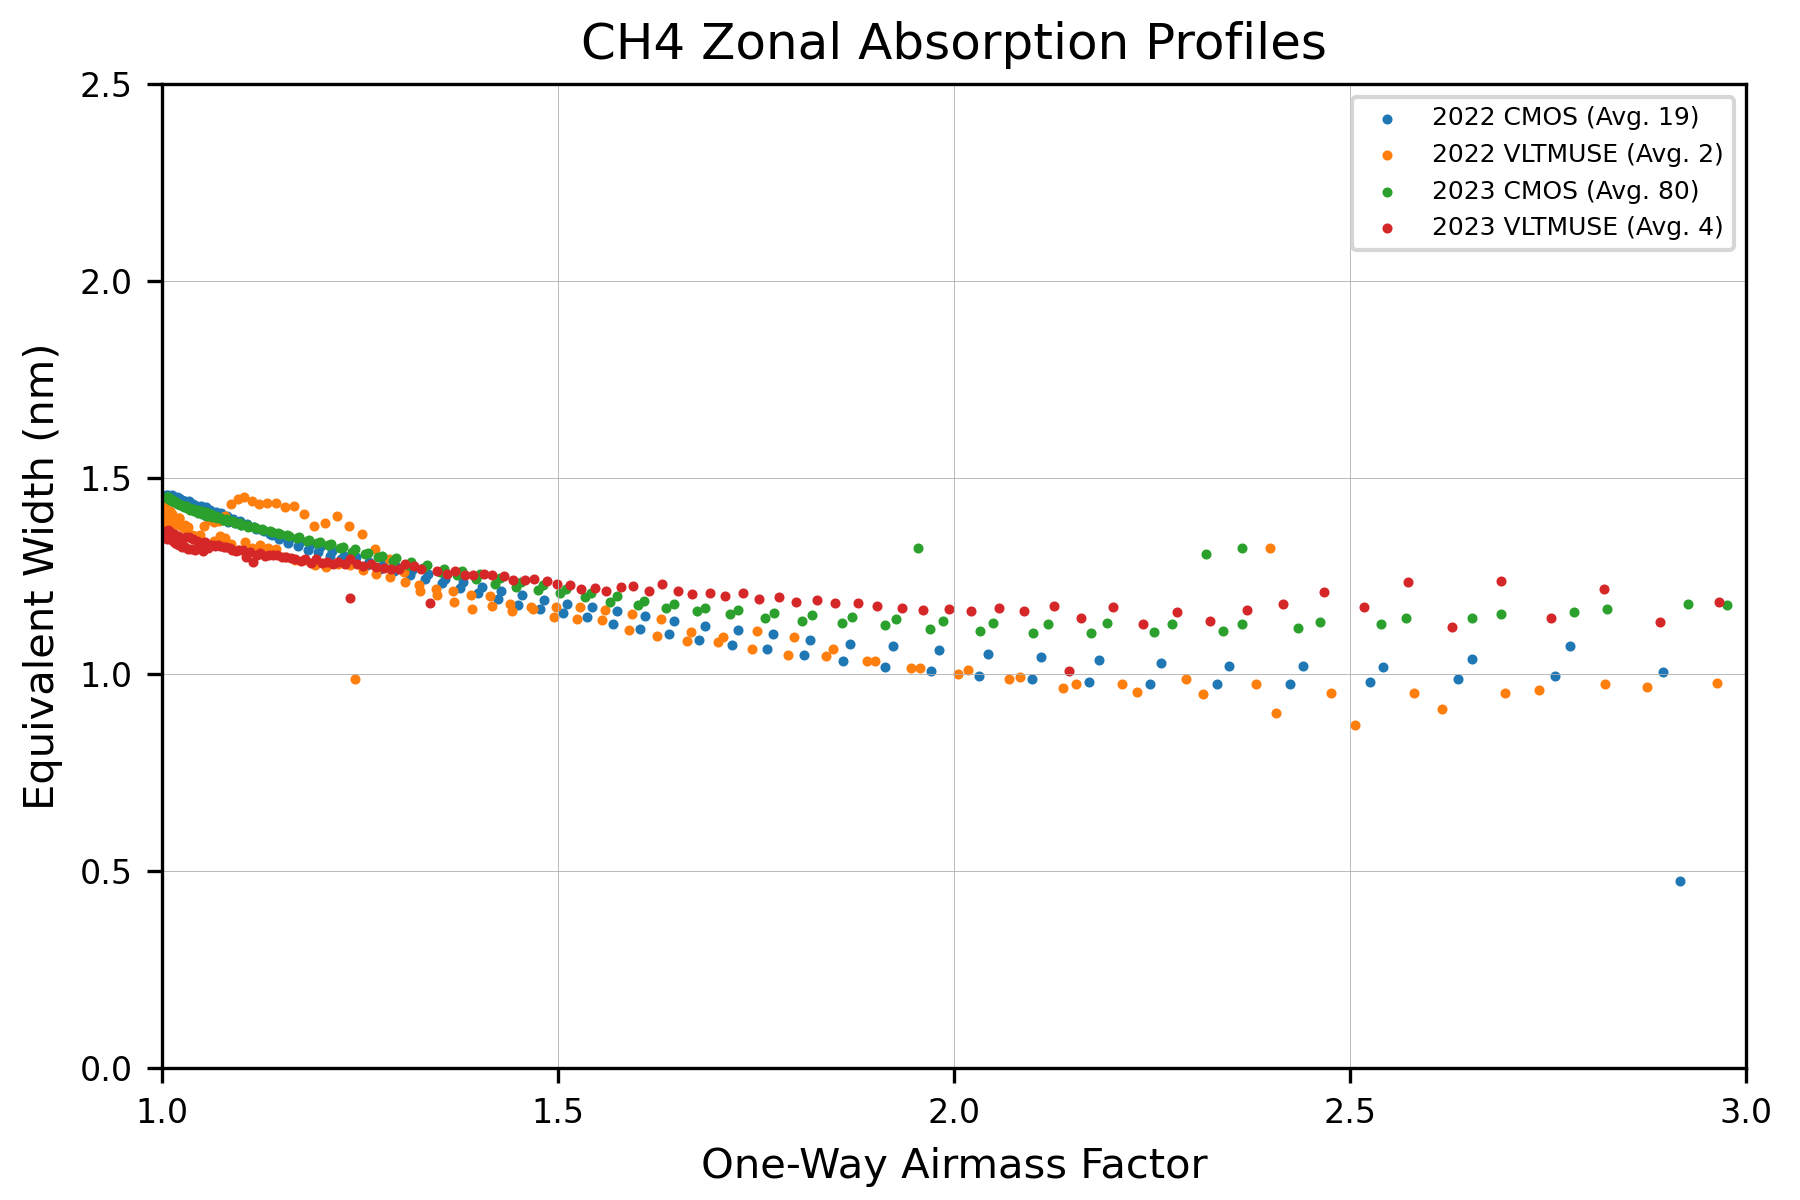 CH4 Zonal Absorption Profiles
2.5
2.0
1.5
1.0
0.5
0.0
Equivalent Width (nm)
2022 CMOS (Avg. 19)
2022 VLTMUSE (Avg. 2)
2023 CMOS (Avg. 80)
2023 VLTMUSE (Avg. 4)
1.0 1.5 2.0 2.5 3.0
One-Way Airmass Factor